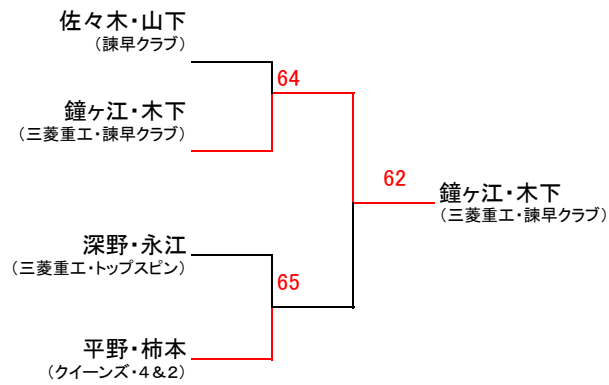 佐々木・山下
(諫早クラブ)
64
鐘ヶ江・木下
(三菱重工・諫早クラブ)
62
鐘ヶ江・木下
(三菱重工・諫早クラブ)
深野・永江
(三菱重工・トップスピン)
65
平野・柿本
(クイーンズ・4&2)